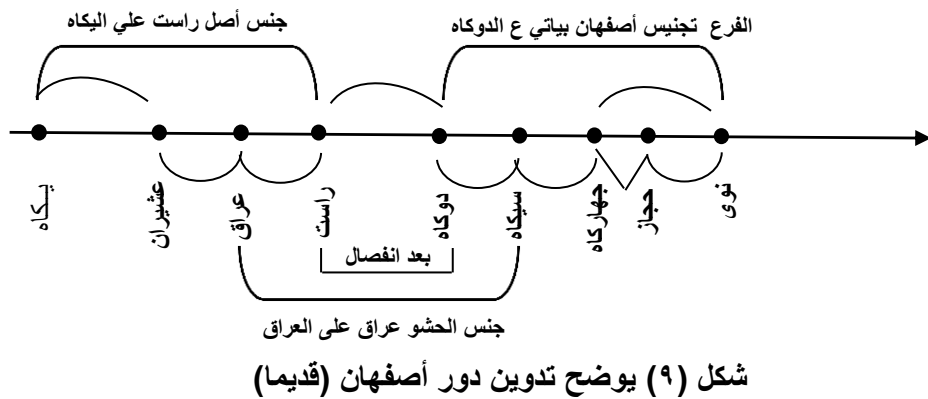 الفرع تجنيس أصفهان بياتي ع الدوكاه
جنس أصل راست علي اليكاه
يكاه
عشيران
عراق
راست
دوكاه
سيكاه
جهاركاه
حجاز
نوى
بعد انفصال
جنس الحشو عراق على العراق
شكل (٩) يوضح تدوين دور أصفهان (قديما)